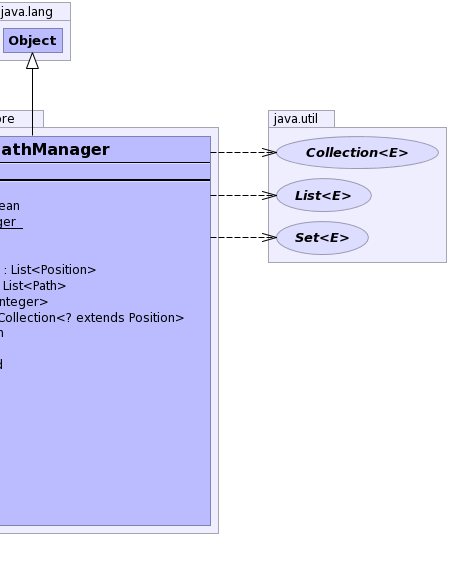 java.lang
Object
ore
java.util
athManager
Collection<E>
List<E>
ean
ger
Set<E>
: List<Position>
List<Path>
nteger>
Collection<? extends Position>
n
d